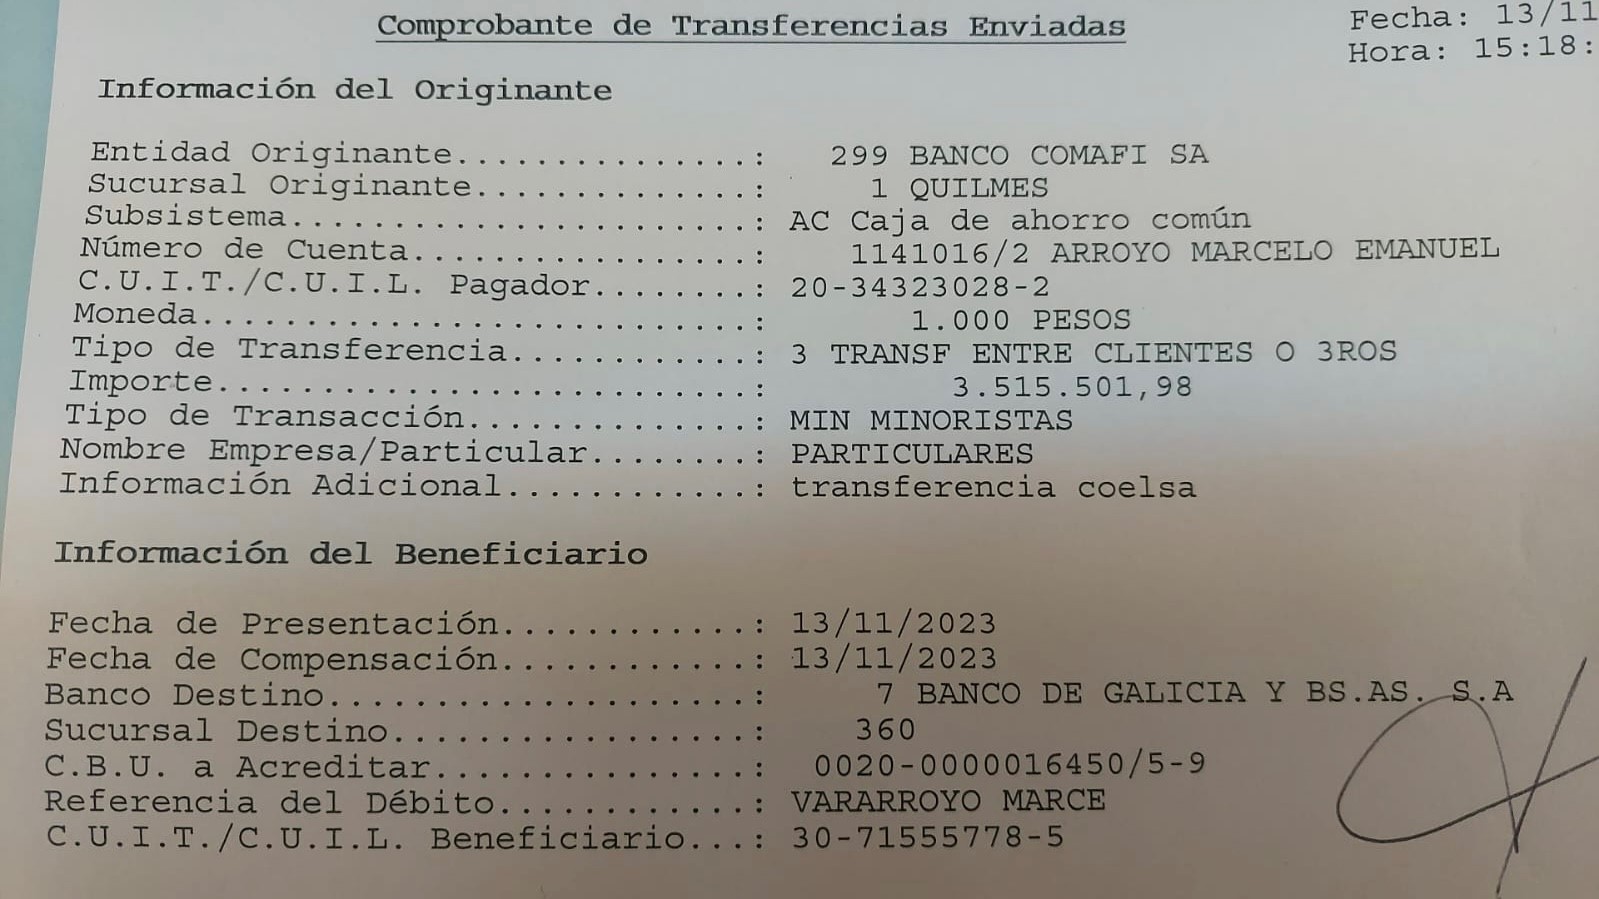 Comprobante de Transferencias Enviadas
Fecha: 13/11
Hora: 15:18:
Información del Originante
Entidad Originante...............: 299 BANCO COMAFI SA
Sucursal Originante..............: 1 QUILMES
Subsistema.......................: AC Caja de ahorro común
Número de Cuenta.................: 1141016/2 ARROYO MARCELO EMANUEL
C.U.I.T./C.U.I.L. Pagador........: 20-34323028-2
Moneda...........................: 1.000 PESOS
Tipo de Transferencia............: 3 TRANSF ENTRE CLIENTES O 3ROS
Importe..........................: 3.515.501,98
Tipo de Transacción..............: MIN MINORISTAS
Nombre Empresa/Particular........: PARTICULARES
Información Adicional............: transferencia coelsa
Información del Beneficiario
Fecha de Presentación............: 13/11/2023
Fecha de Compensación............: 13/11/2023
Banco Destino....................: 7 BANCO DE GALICIA Y BS.AS. S.A
Sucursal Destino.................: 360
C.B.U. a Acreditar...............: 0020-0000016450/5-9
Referencia del Débito............: VARARROYO MARCE
C.U.I.T./C.U.I.L. Beneficiario...: 30-71555778-5